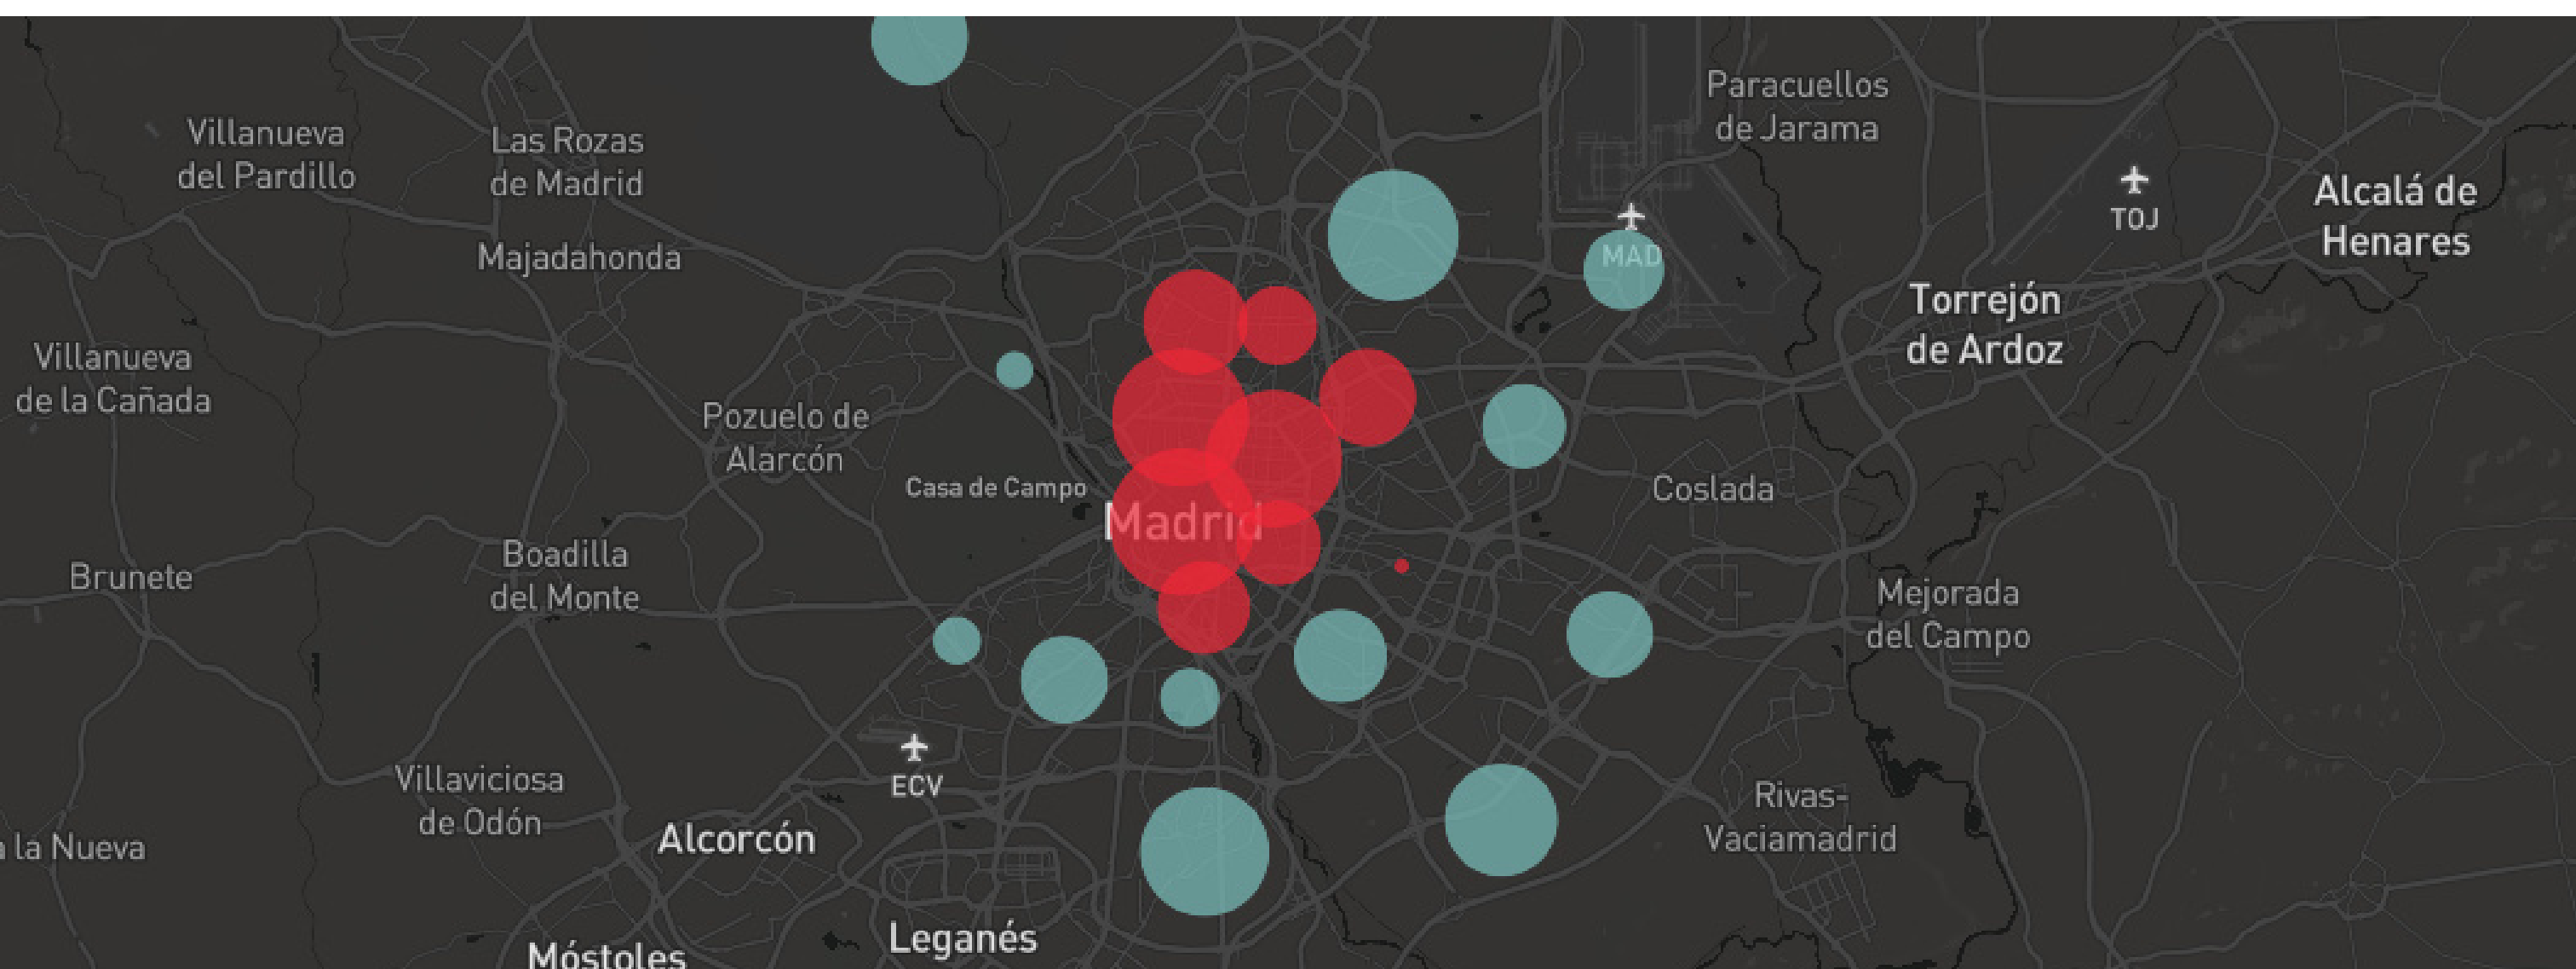 Paracuellos
de Jarama
Villanueva
del Pardillo
Las Rozas
de Madrid
Alcalá de
Henares
TOJ
MAD
Majadahonda
Torrejón
de Ardoz
Villanueva
de la Cañada
Pozuelo de
Alarcón
Casa de Campo
Coslada
Madrid
Boadilla
del Monte
Brunete
Mejorada
del Campo
ECV
Villaviciosa
de Odón
Rivas-
Vaciamadrid
Alcorcón
la Nueva
Leganés
Móstoles